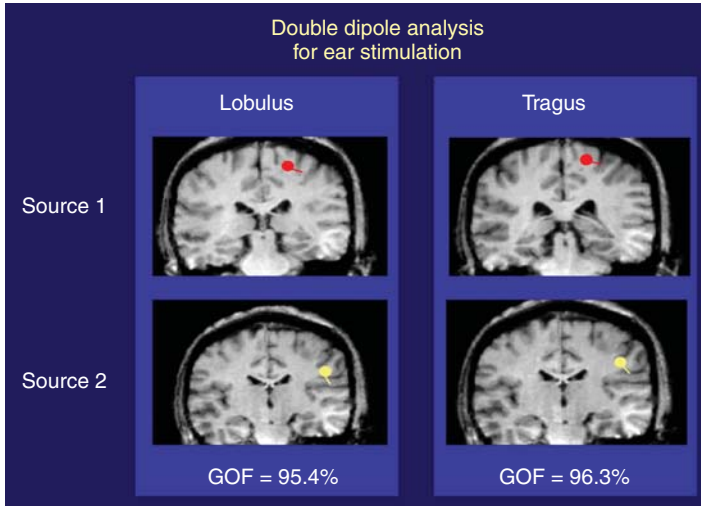 Double dipole analysis
for ear stimulation
Lobulus
Tragus
Source 1
Source 2
GOF = 95.4%
GOF = 96.3%